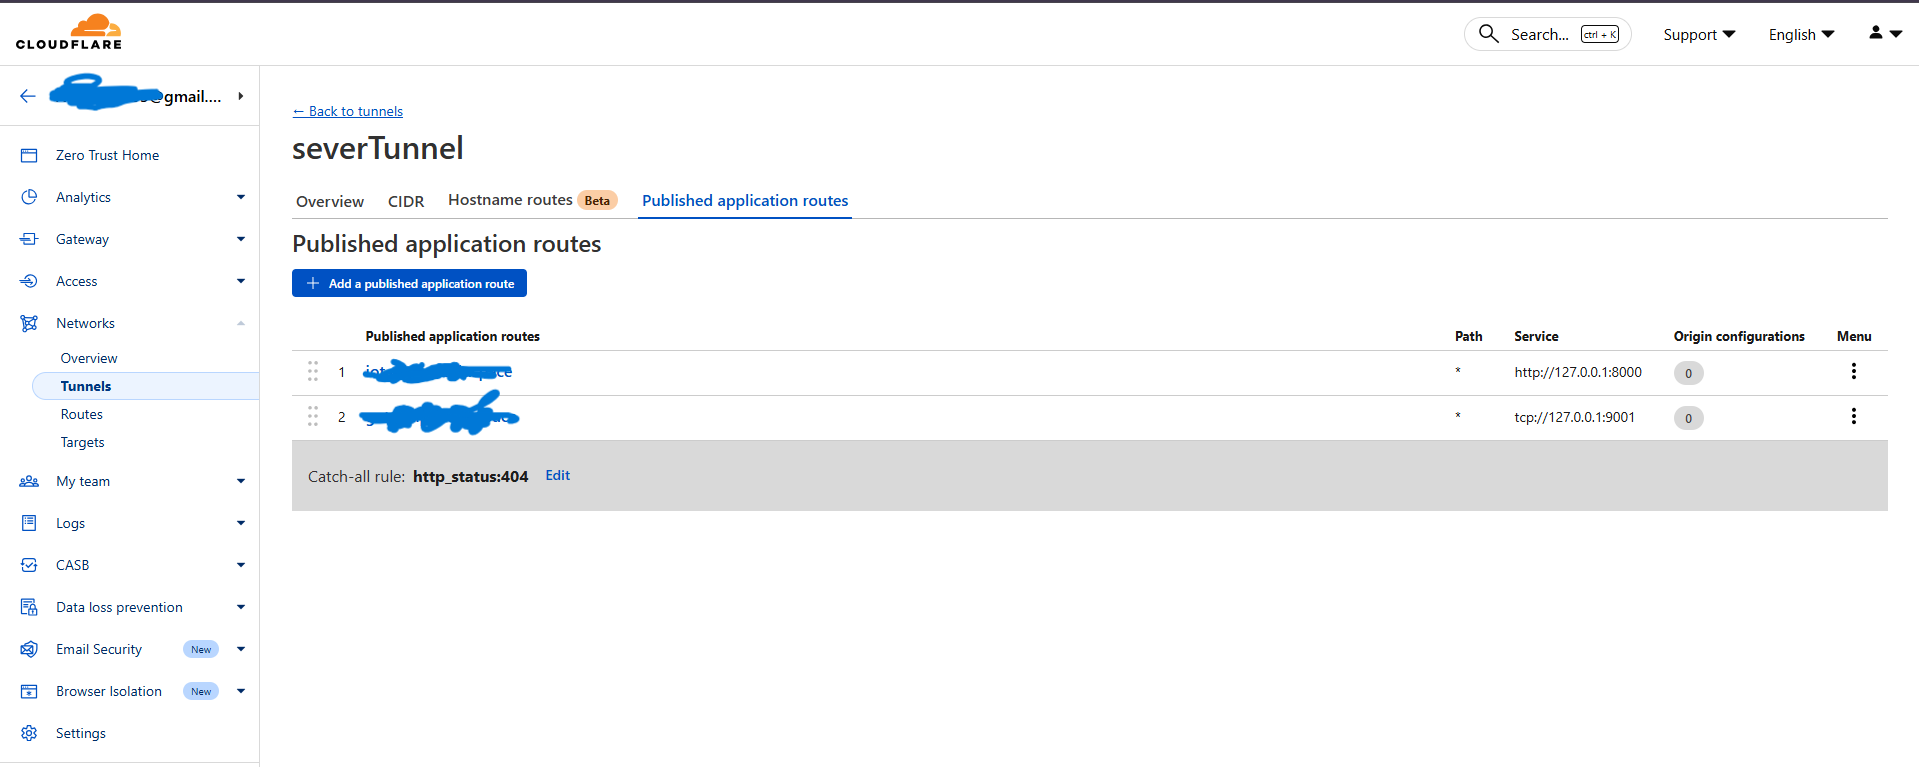 CLOUDFLARE
Search... ctrl + K
Support
English
@gmail....
Zero Trust Home
Analytics
Gateway
Access
Networks
Overview
Tunnels
Routes
Targets
My team
Logs
CASB
Data loss prevention
Email Security New
Browser Isolation New
Settings
← Back to tunnels
severTunnel
Overview CIDR Hostname routes Beta Published application routes
Published application routes
+ Add a published application route
Published application routes Path Service Origin configurations Menu
1 * http://127.0.0.1:8000 0
2 * tcp://127.0.0.1:9001 0
Catch-all rule: http_status:404 Edit